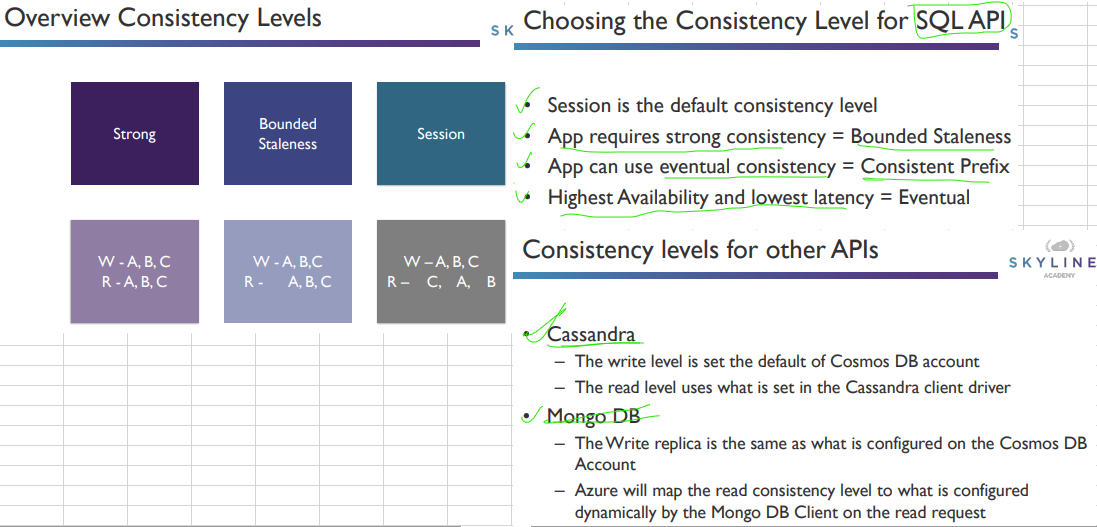 Overview Consistency Levels
S K
Strong
Bounded
Staleness
Session
W - A, B, C
R - A, B, C
W - A, B,C
R - A, B, C
W – A, B, C
R – C, A, B
Choosing the Consistency Level for SQL API
S
• Session is the default consistency level
• App requires strong consistency = Bounded Staleness
• App can use eventual consistency = Consistent Prefix
• Highest Availability and lowest latency = Eventual
Consistency levels for other APIs
SKYLINE
ACADEMY
• Cassandra
– The write level is set the default of Cosmos DB account
– The read level uses what is set in the Cassandra client driver
• Mongo DB
– The Write replica is the same as what is configured on the Cosmos DB
Account
– Azure will map the read consistency level to what is configured
dynamically by the Mongo DB Client on the read request